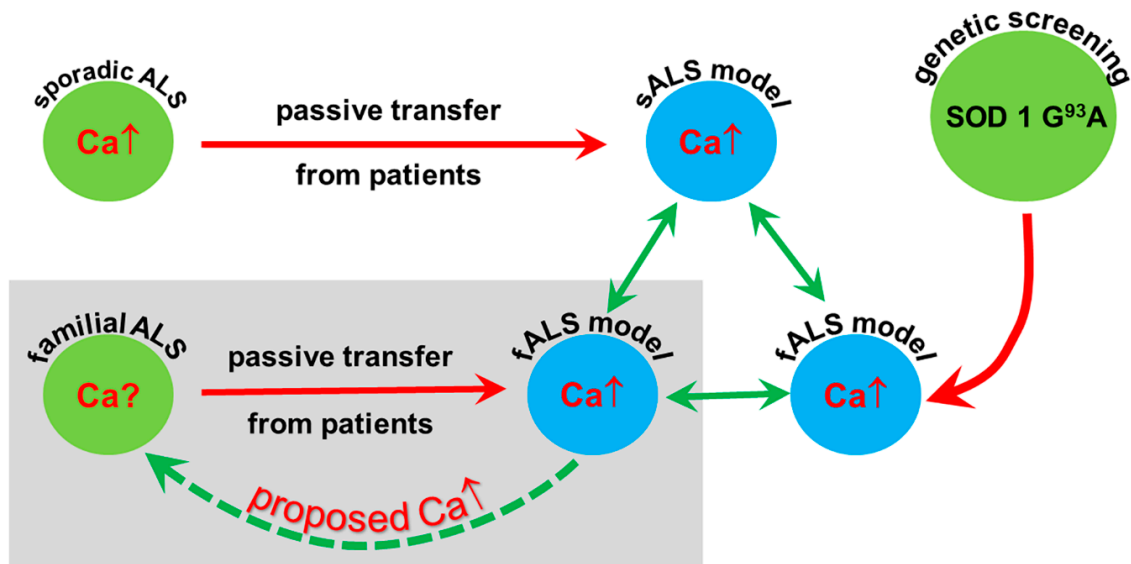 sporadic ALS
Ca↑
passive transfer
from patients
sALS model
Ca↑
genetic screening
SOD 1 G⁹³A
familial ALS
Ca?
passive transfer
from patients
fALS model
Ca↑
fALS model
Ca↑
proposed Ca↑